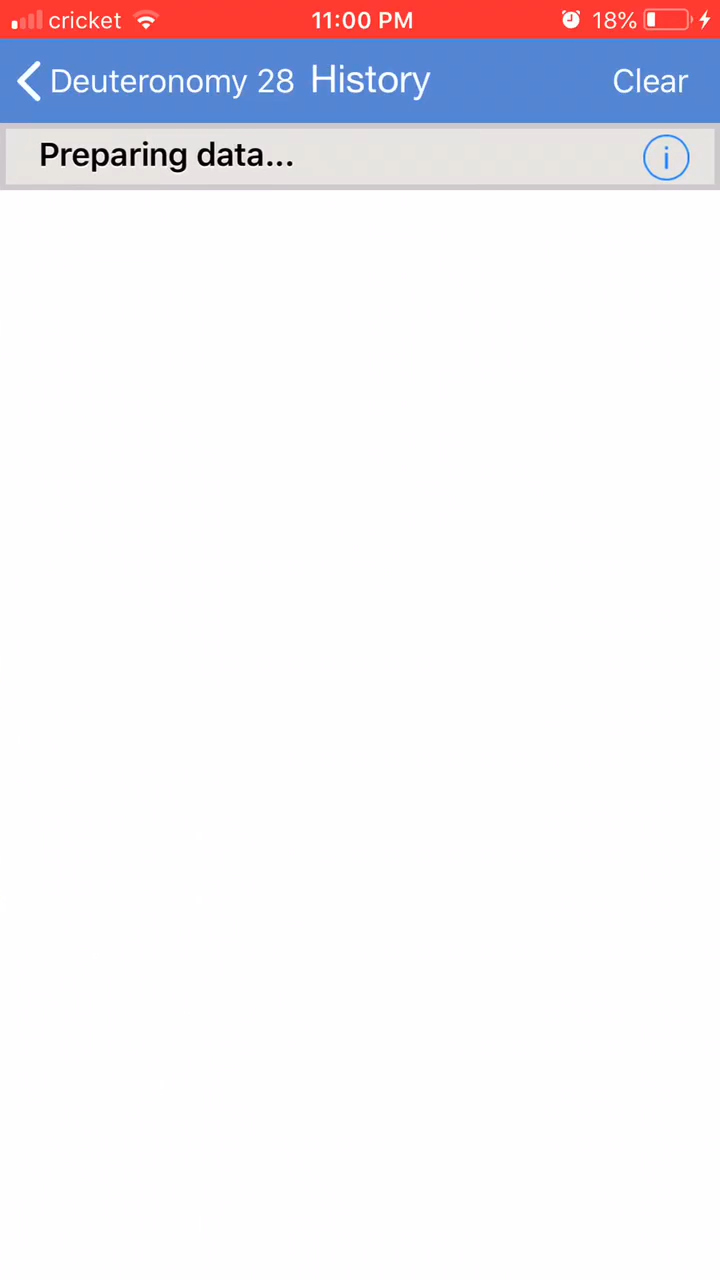 cricket 11:00 PM 18%
Deuteronomy 28 History Clear
Preparing data... i